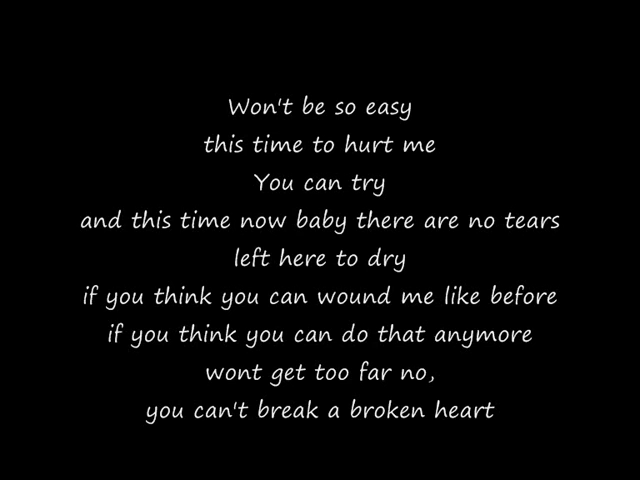 Won't be so easy
this time to hurt me
You can try
and this time now baby there are no tears
left here to dry
if you think you can wound me like before
if you think you can do that anymore
wont get too far no,
you can't break a broken heart